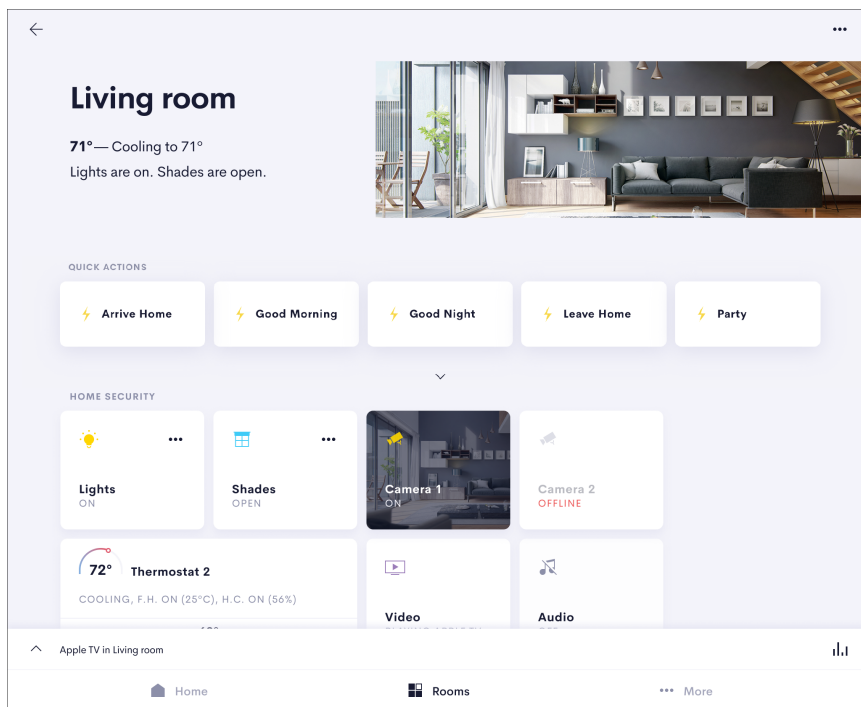 Living room
71°— Cooling to 71°
Lights are on. Shades are open.
QUICK ACTIONS
Arrive Home
Good Morning
Good Night
Leave Home
Party
HOME SECURITY
Lights
ON
Shades
OPEN
Camera 1
ON
Camera 2
OFFLINE
72°
Thermostat 2
COOLING, F.H. ON (25°C), H.C. ON (56%)
Video
Audio
Apple TV in Living room
Home
Rooms
More